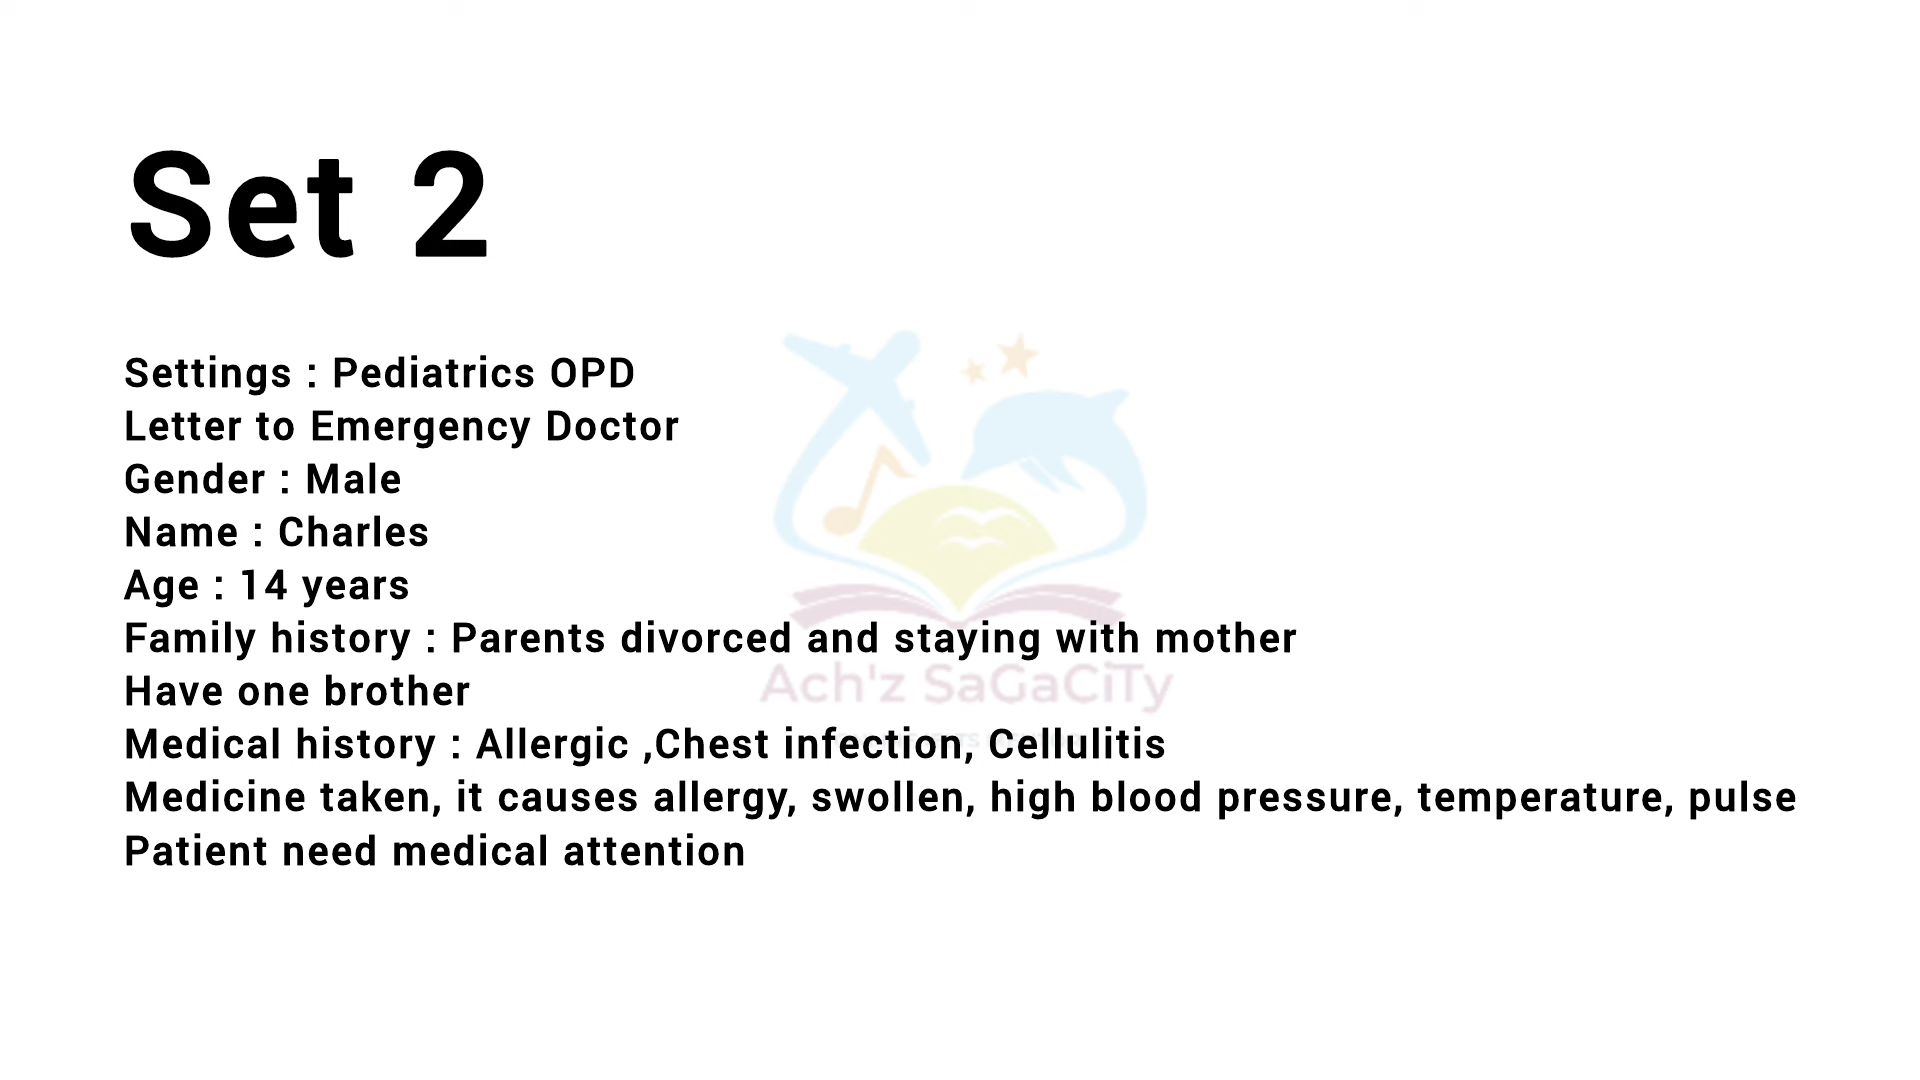 Set 2
Settings : Pediatrics OPD
Letter to Emergency Doctor
Gender : Male
Name : Charles
Age : 14 years
Family history : Parents divorced and staying with mother
Have one brother
Ach'z SaGaCiTy
Medical history : Allergic ,Chest infection, Cellulitis
Medicine taken, it causes allergy, swollen, high blood pressure, temperature, pulse
Patient need medical attention